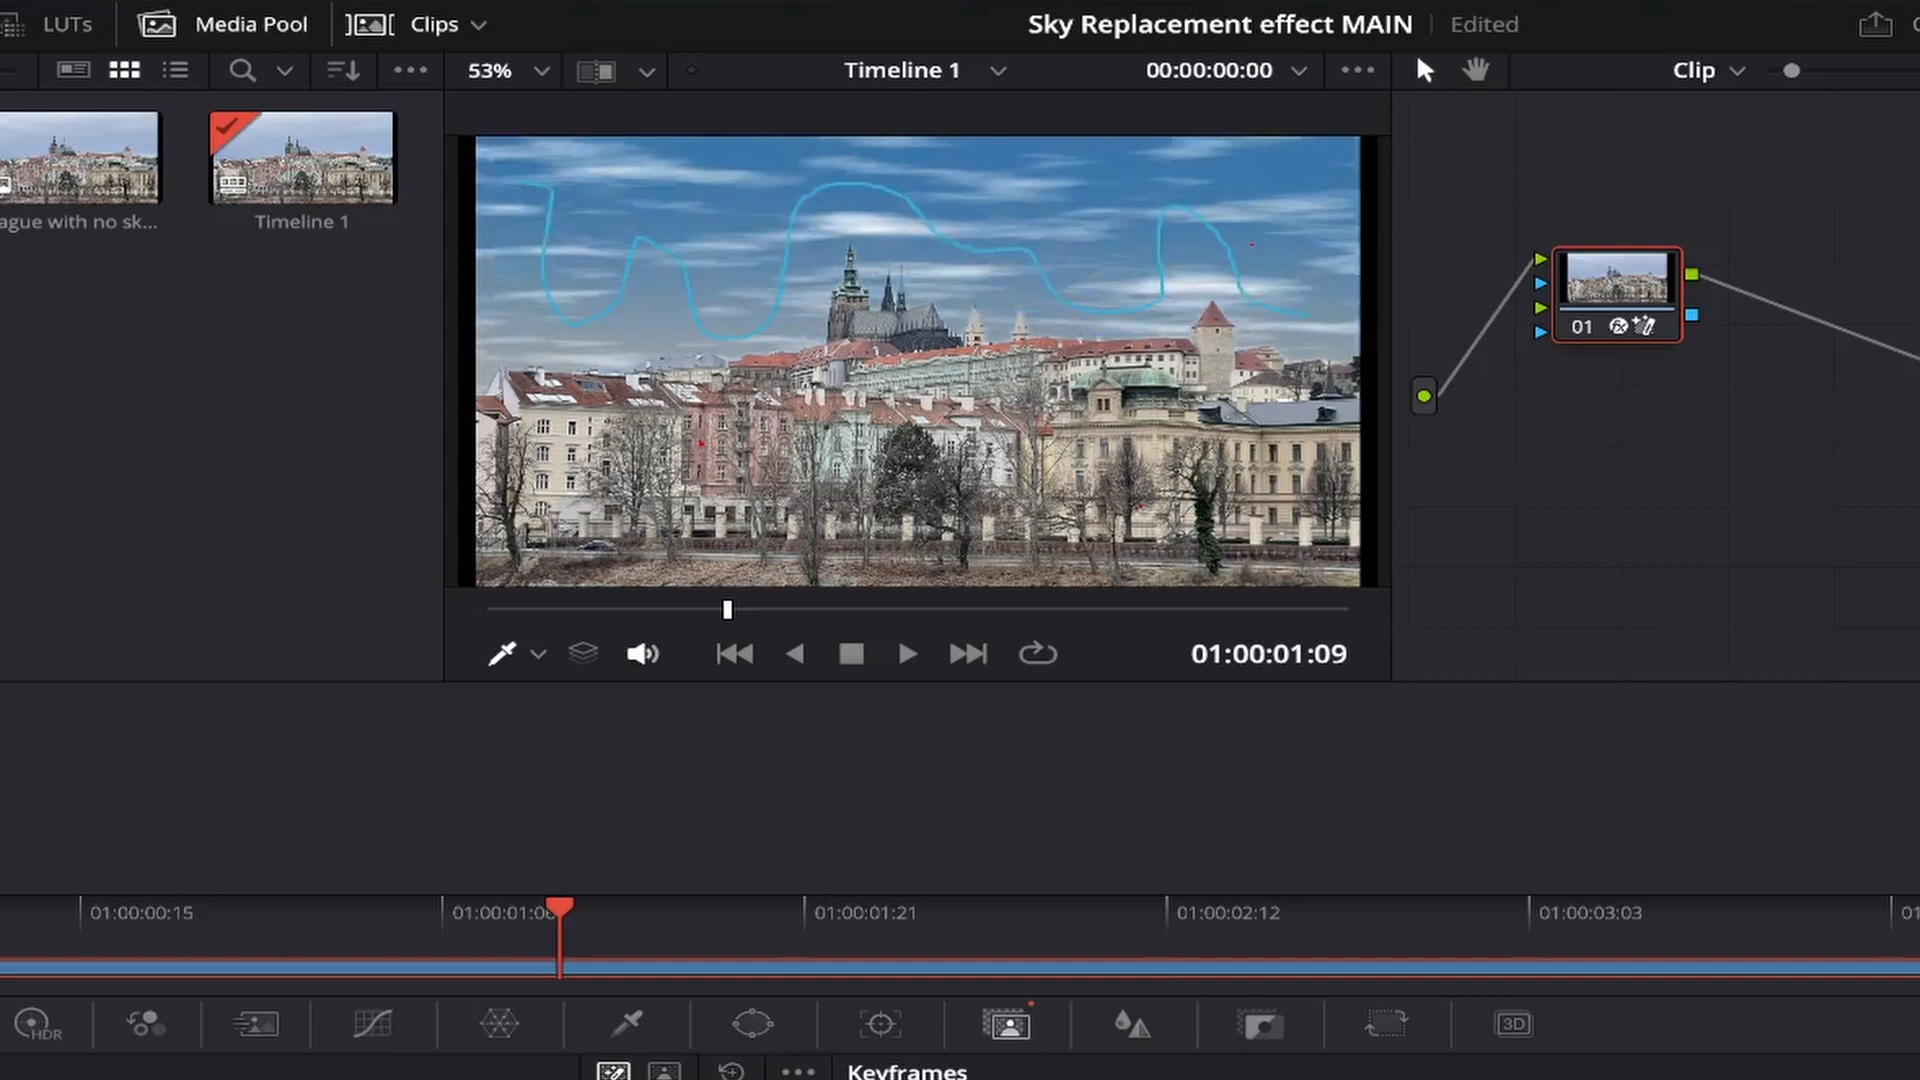 LUTs Media Pool Clips Sky Replacement effect MAIN Edited
53% Timeline 1 00:00:00:00 Clip
ague with no sk... Timeline 1
01
01:00:01:09
01:00:00:15 01:00:01:06 01:00:01:21 01:00:02:12 01:00:03:03 01
HDR 3D
Keyframes